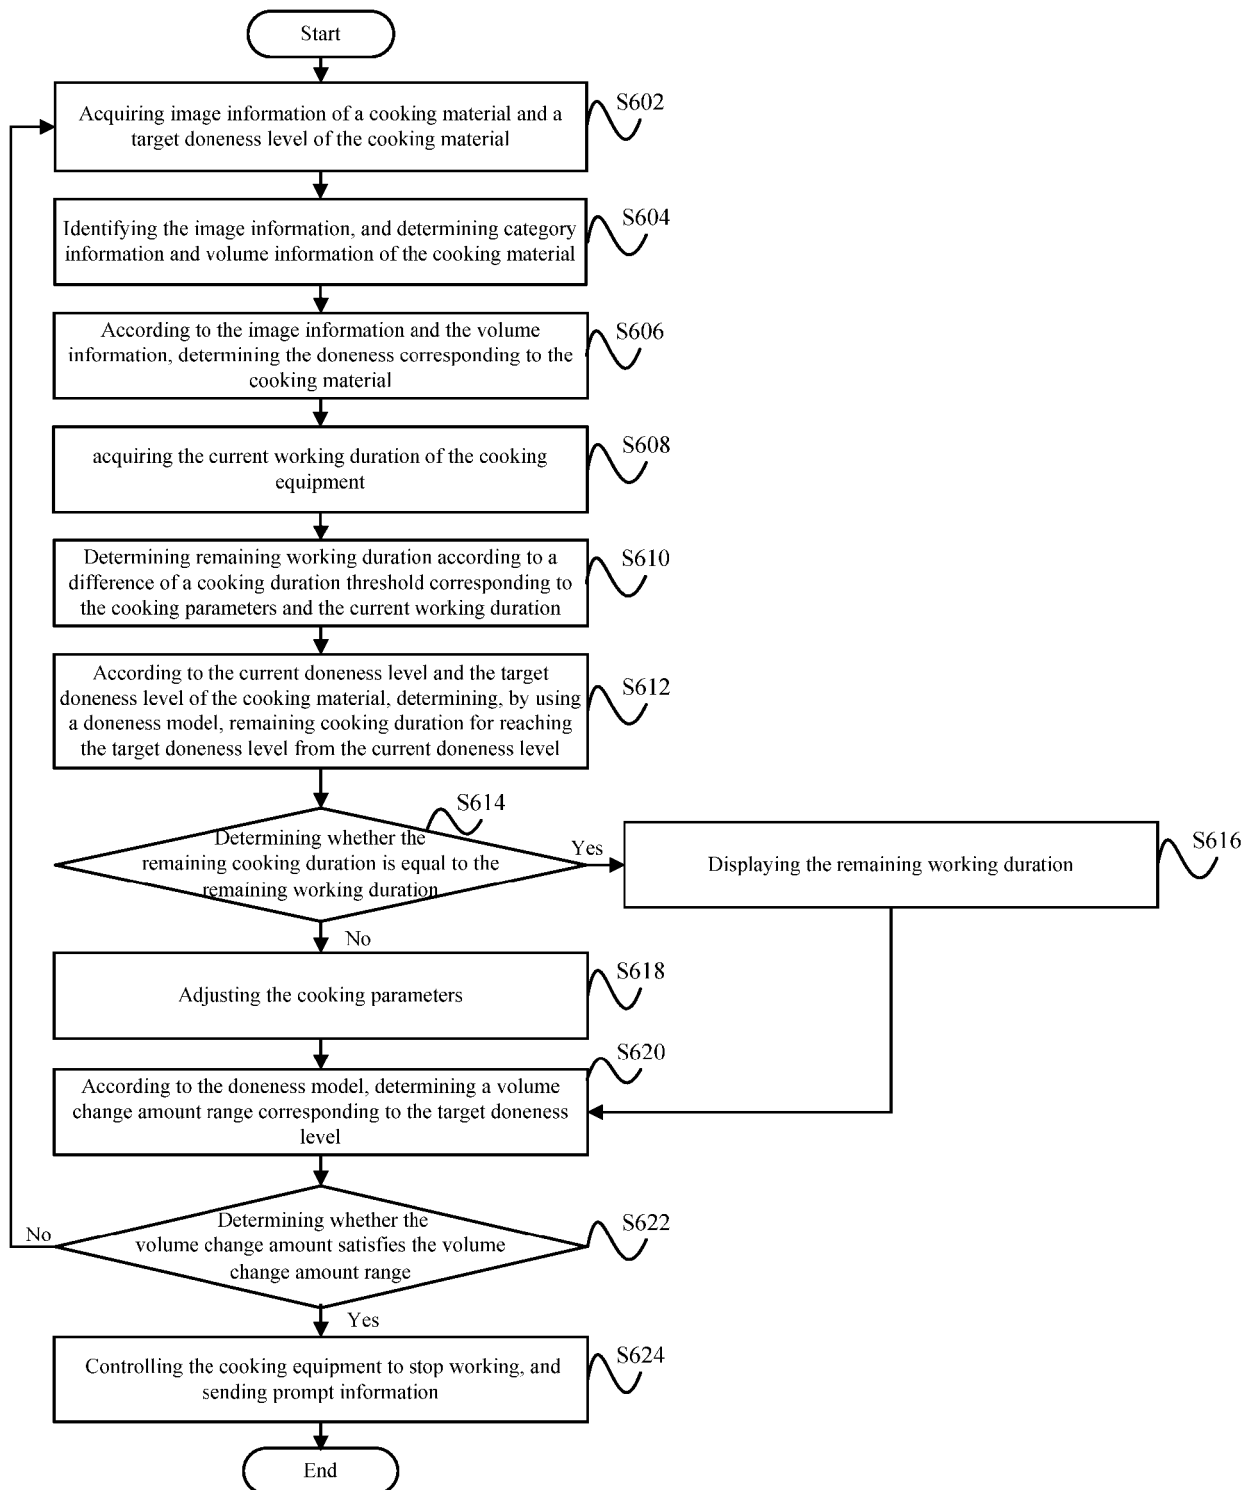 Start
Acquiring image information of a cooking material and a
target doneness level of the cooking material
S602
Identifying the image information, and determining category
information and volume information of the cooking material
S604
According to the image information and the volume
information, determining the doneness corresponding to the
cooking material
S606
acquiring the current working duration of the cooking
equipment
S608
Determining remaining working duration according to a
difference of a cooking duration threshold corresponding to
the cooking parameters and the current working duration
S610
According to the current doneness level and the target
doneness level of the cooking material, determining, by using
a doneness model, remaining cooking duration for reaching
the target doneness level from the current doneness level
S612
S614
Determining whether the
remaining cooking duration is equal to the
remaining working duration
Yes
Displaying the remaining working duration
S616
No
Adjusting the cooking parameters
S618
S620
According to the doneness model, determining a volume
change amount range corresponding to the target doneness
level
Determining whether the
volume change amount satisfies the volume
change amount range
S622
No
Yes
Controlling the cooking equipment to stop working, and
sending prompt information
S624
End